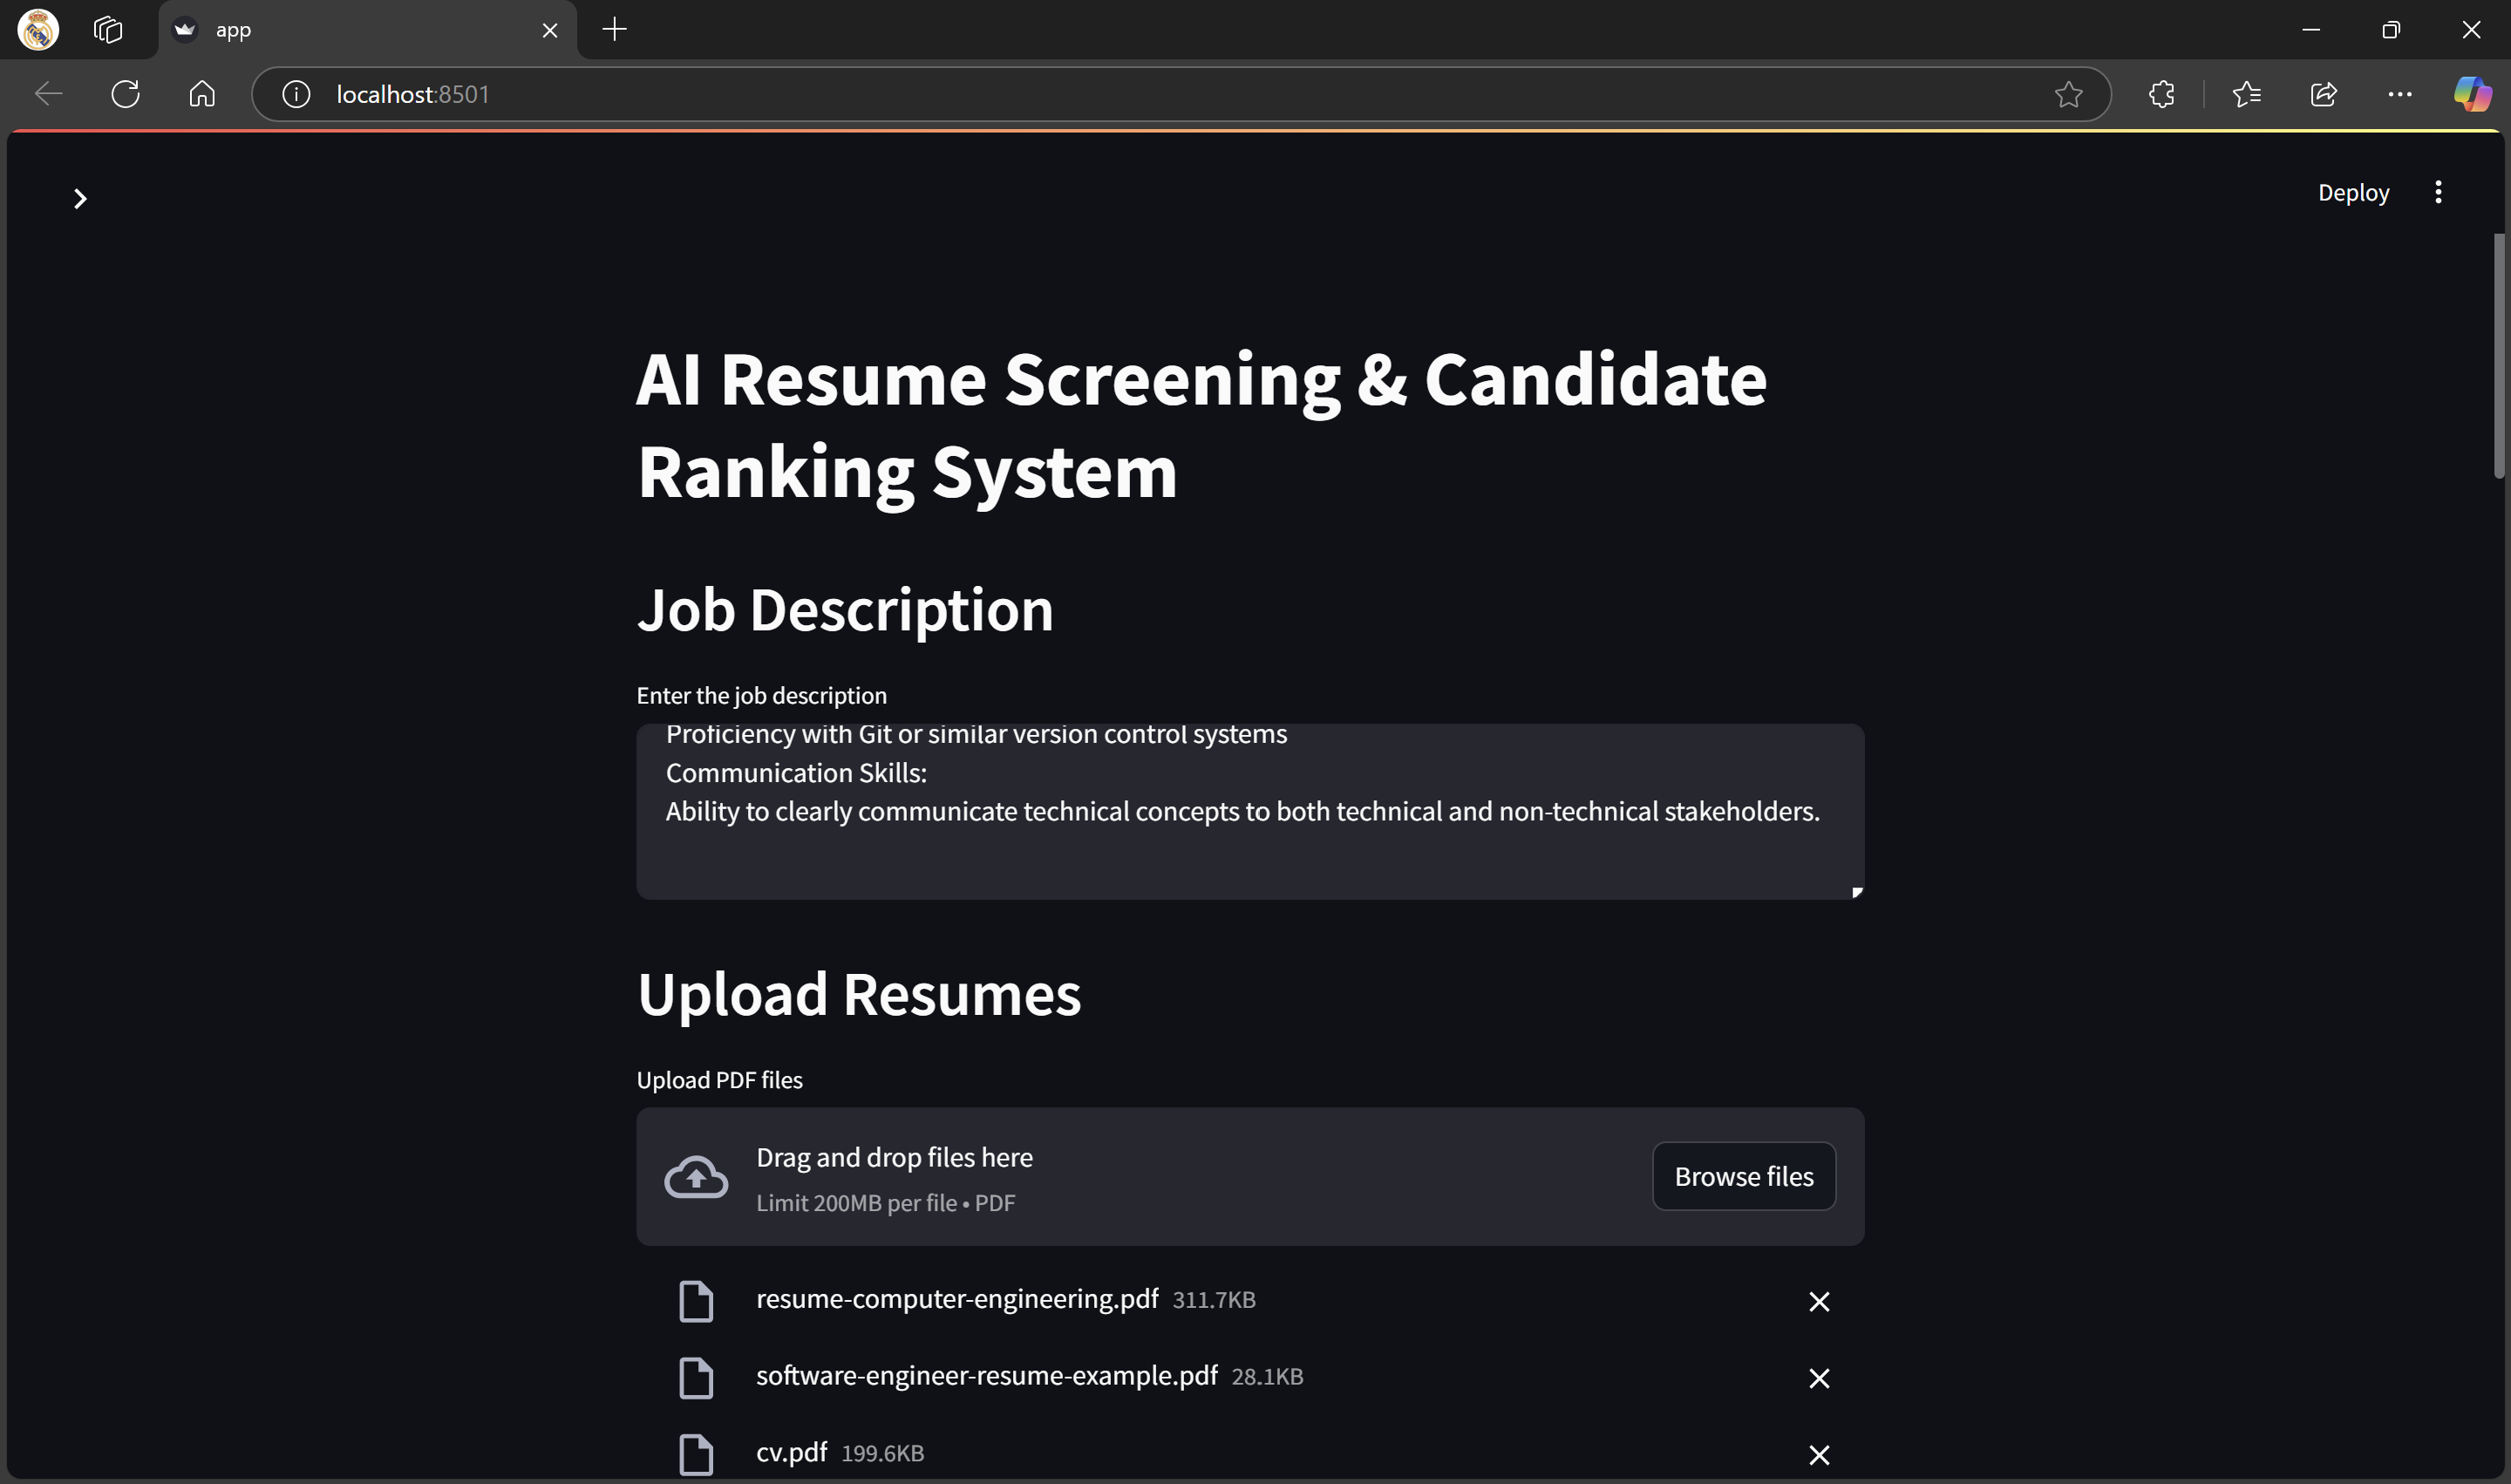 app
localhost:8501
Deploy
AI Resume Screening & Candidate
Ranking System
Job Description
Enter the job description
Proficiency with Git or similar version control systems
Communication Skills:
Ability to clearly communicate technical concepts to both technical and non-technical stakeholders.
Upload Resumes
Upload PDF files
Drag and drop files here
Limit 200MB per file • PDF
Browse files
resume-computer-engineering.pdf 311.7KB
software-engineer-resume-example.pdf 28.1KB
cv.pdf 199.6KB